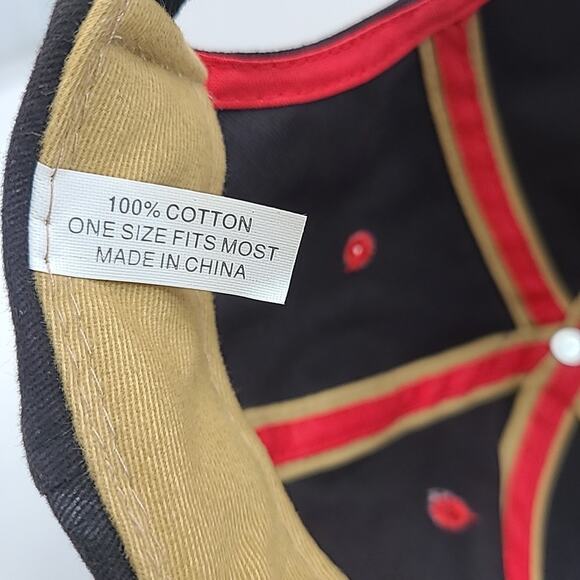 100% COTTON
ONE SIZE FITS MOST
MADE IN CHINA